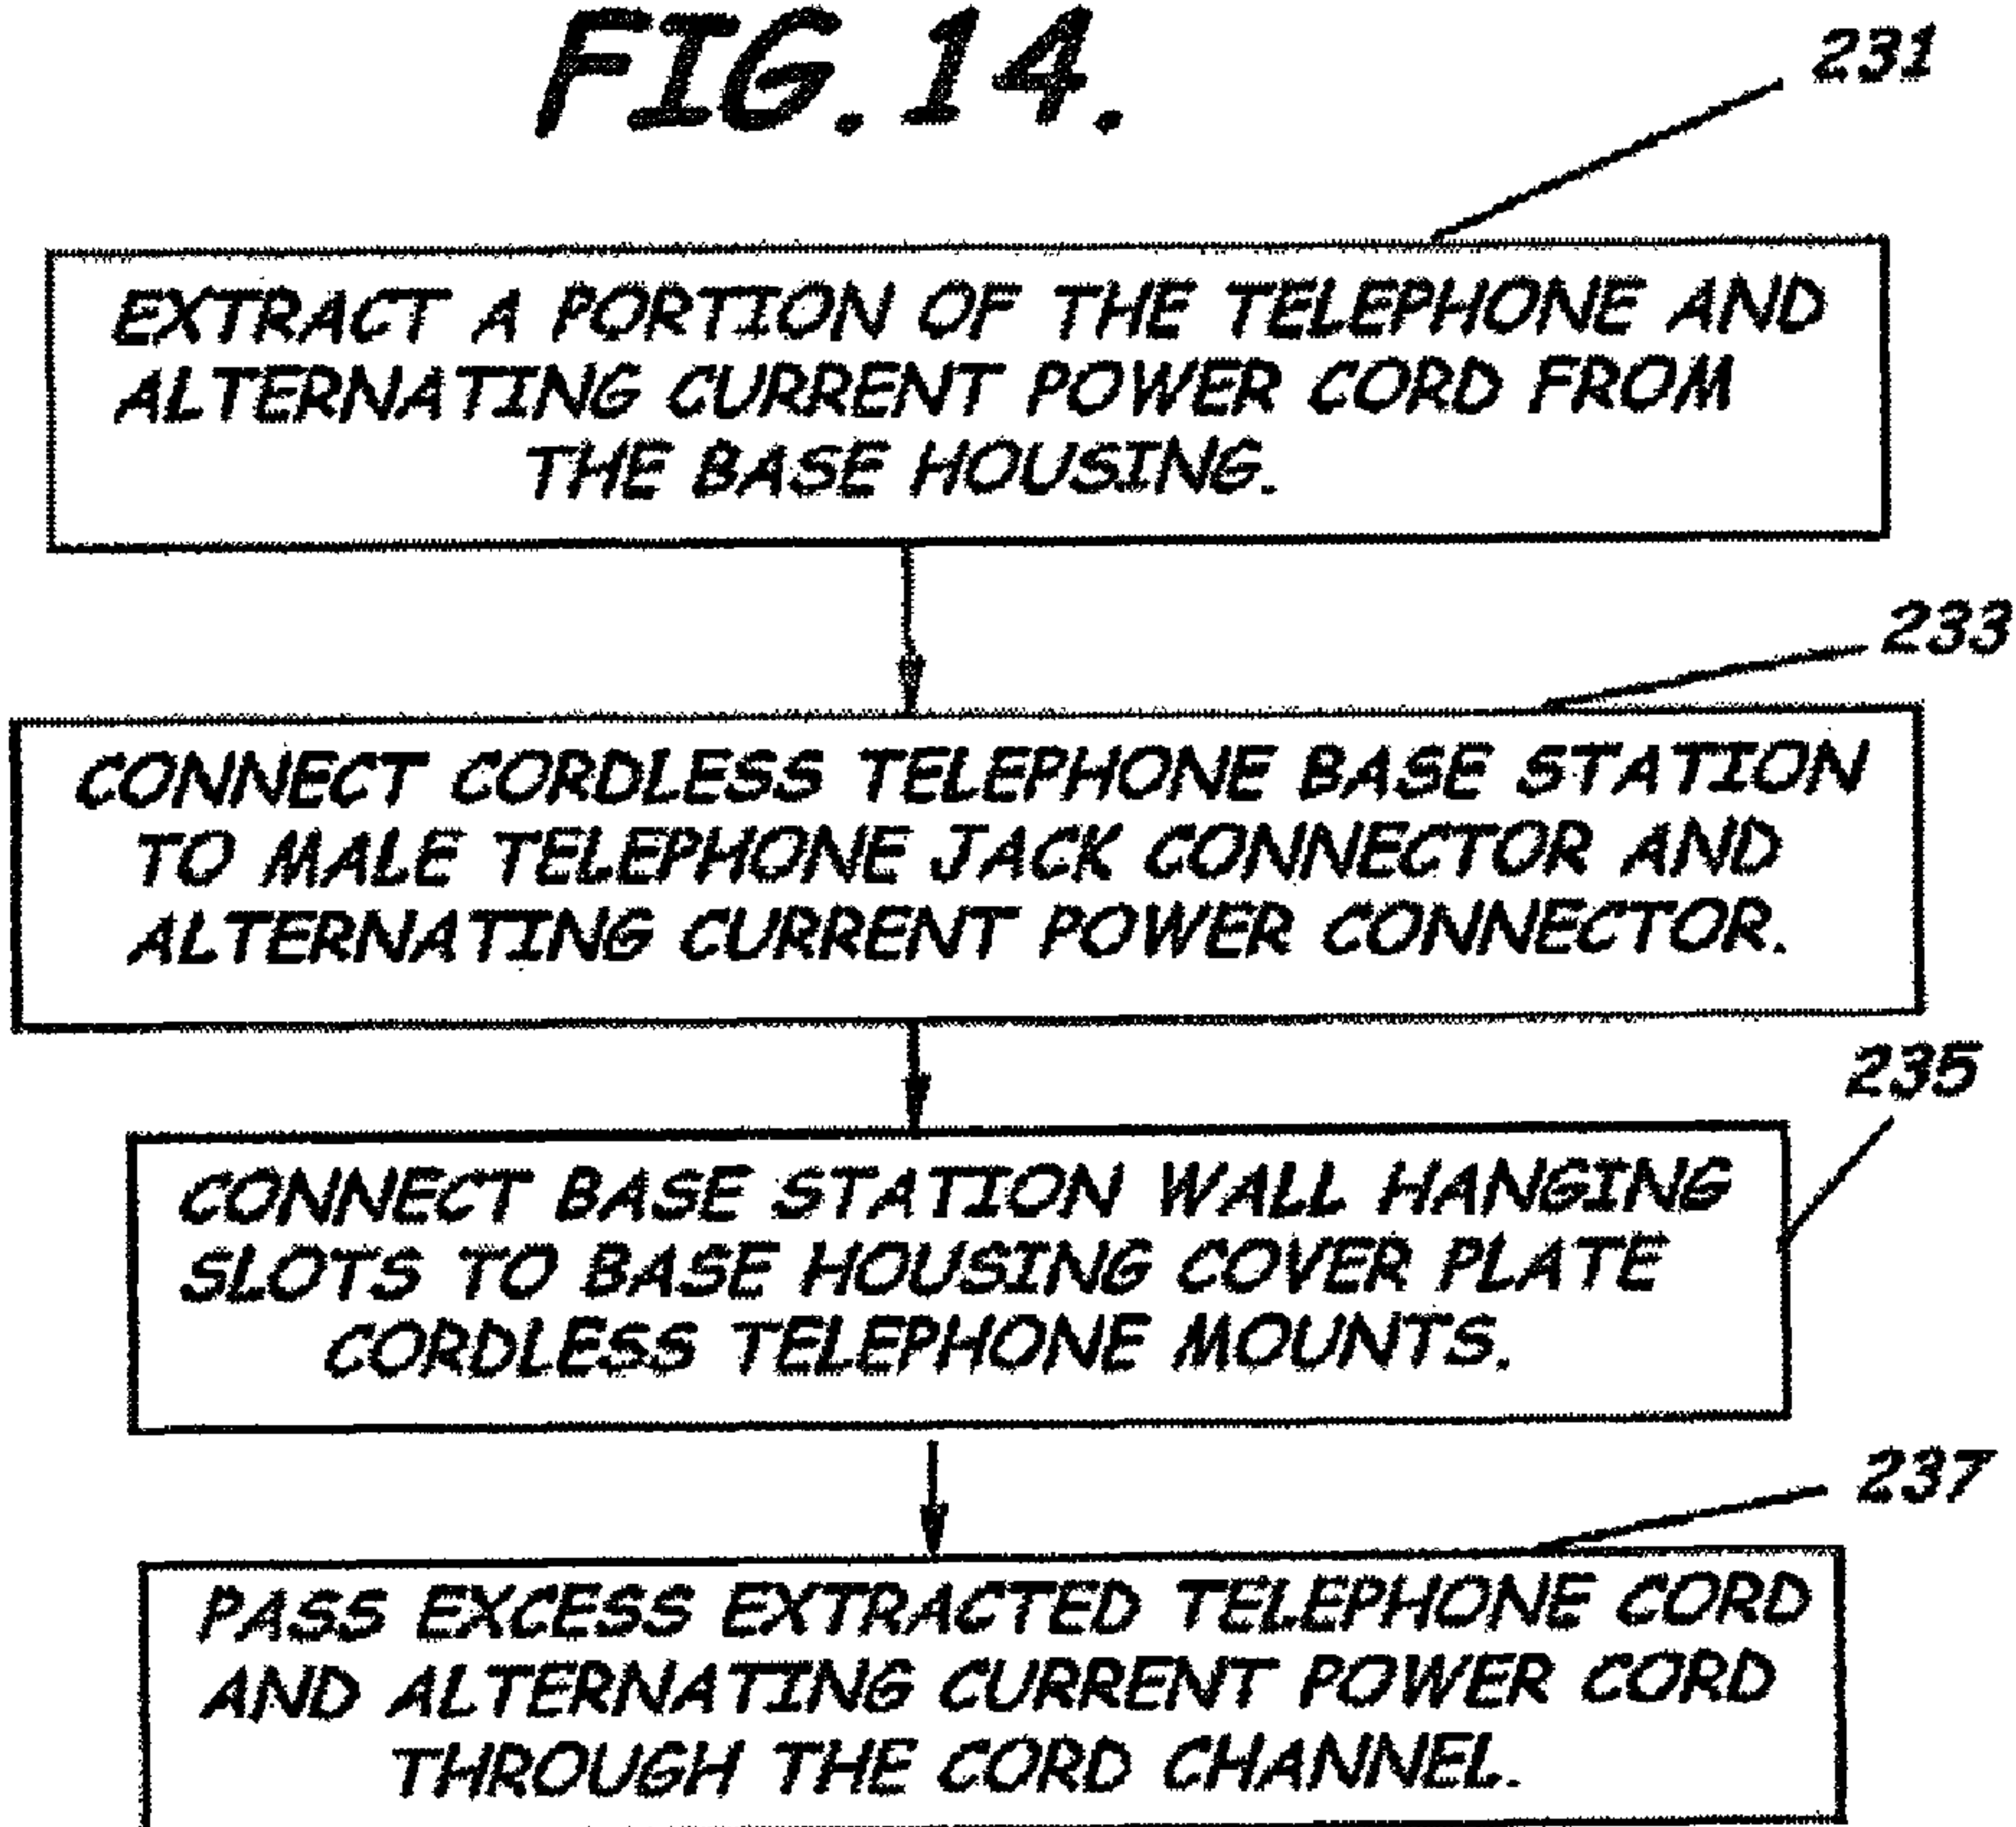 FIG. 14.
231
EXTRACT A PORTION OF THE TELEPHONE AND
ALTERNATING CURRENT POWER CORD FROM
THE BASE HOUSING.
233
CONNECT CORDLESS TELEPHONE BASE STATION
TO MALE TELEPHONE JACK CONNECTOR AND
ALTERNATING CURRENT POWER CONNECTOR.
235
CONNECT BASE STATION WALL HANGING
SLOTS TO BASE HOUSING COVER PLATE
CORDLESS TELEPHONE MOUNTS.
237
PASS EXCESS EXTRACTED TELEPHONE CORD
AND ALTERNATING CURRENT POWER CORD
THROUGH THE CORD CHANNEL.